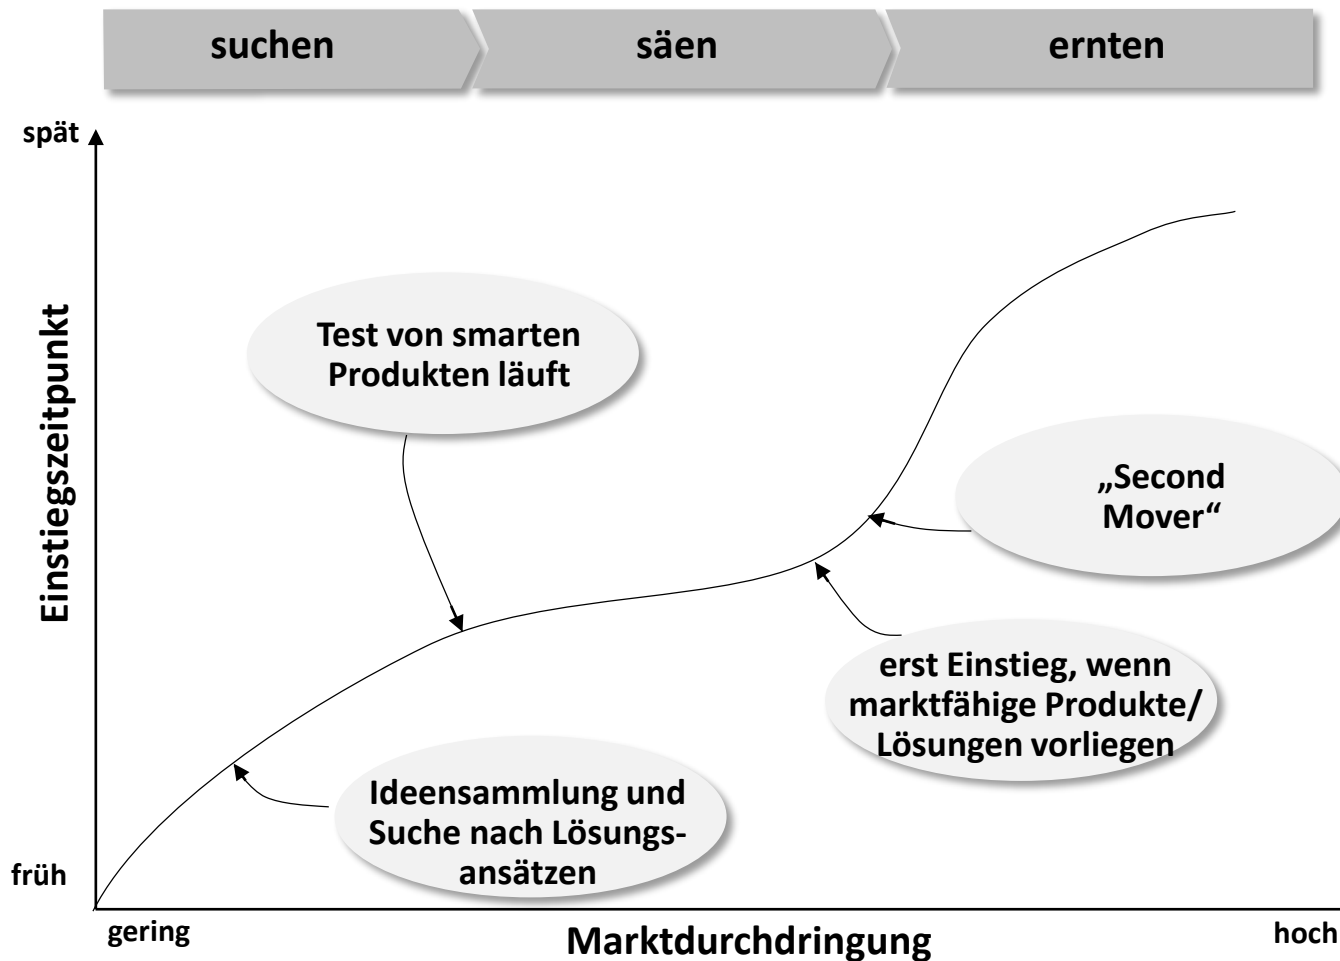 suchen
säen
ernten
spät
Einstiegszeitpunkt
Test von smarten
Produkten läuft
„Second
Mover“
erst Einstieg, wenn
marktfähige Produkte/
Lösungen vorliegen
Ideensammlung und
Suche nach Lösungs-
ansätzen
früh
gering
Marktdurchdringung
hoch